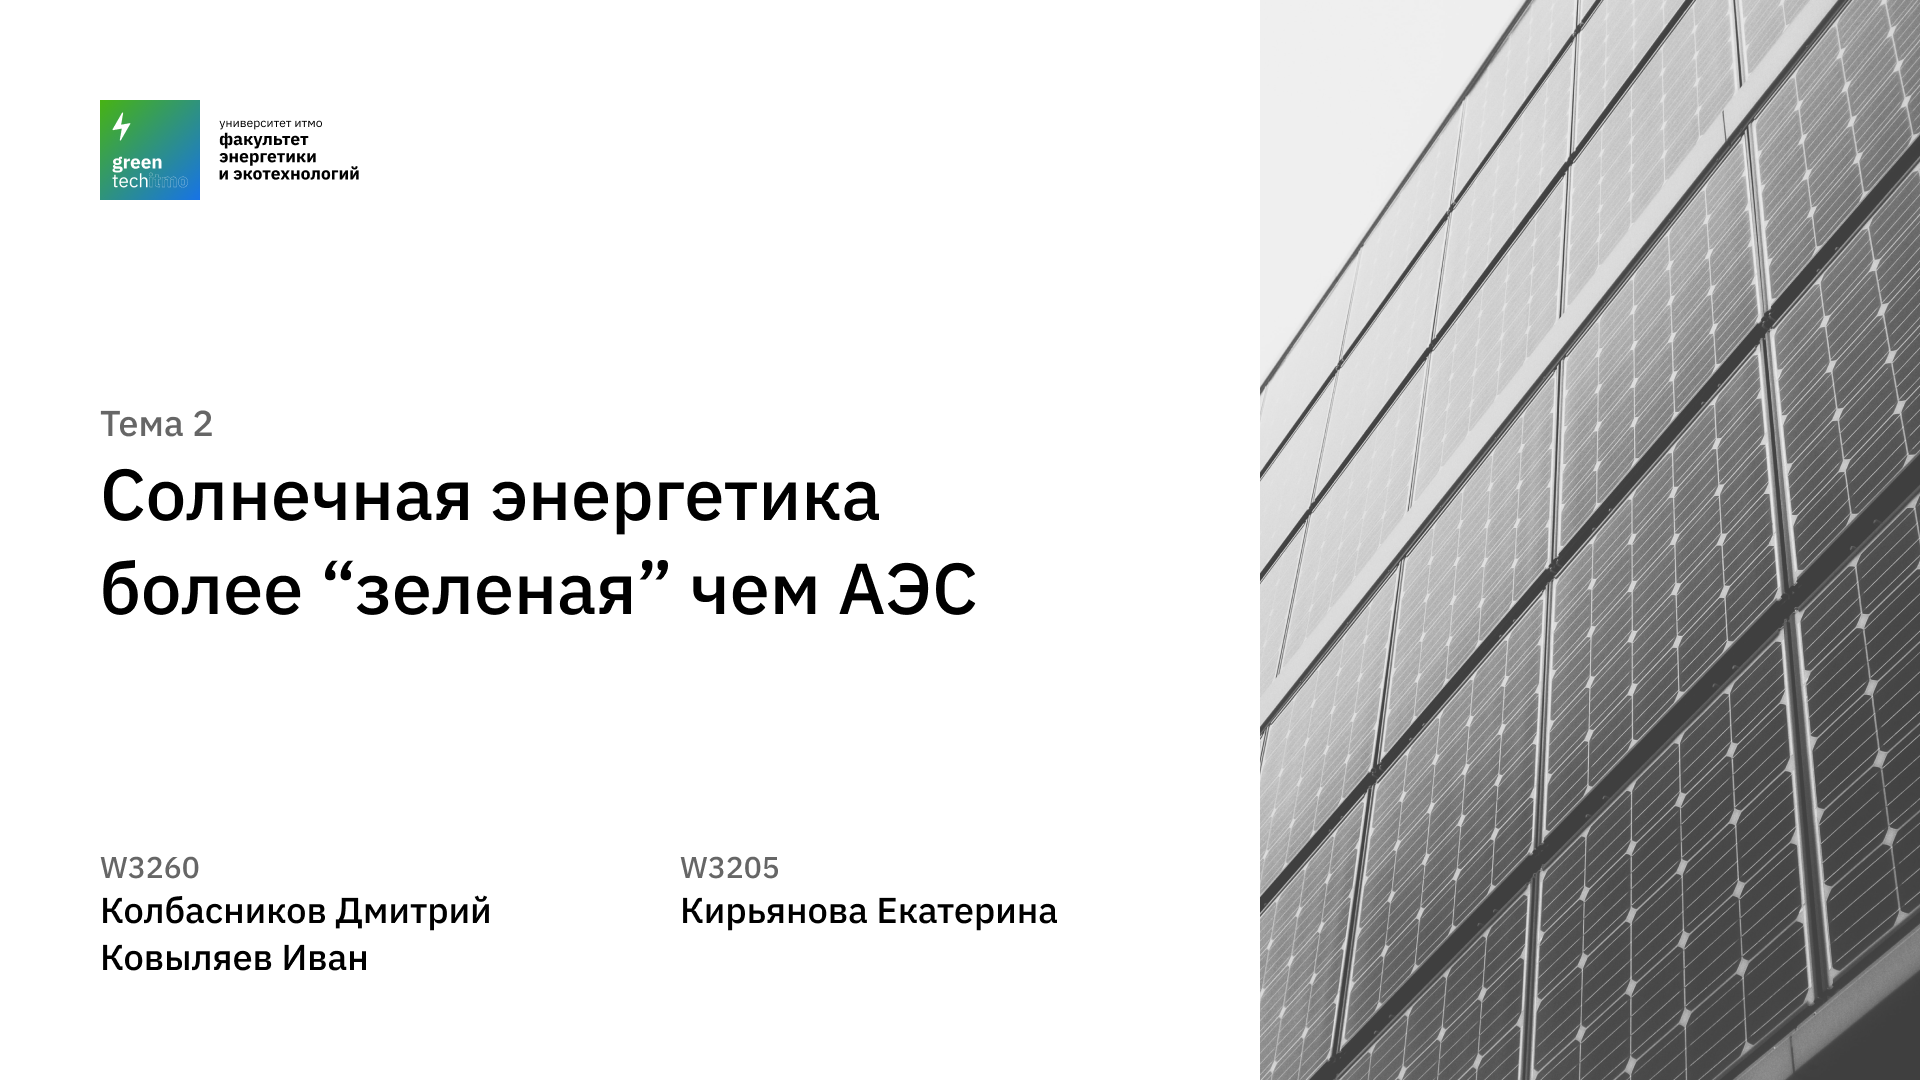 green
techitmo
университет итмо
факультет
энергетики
и экотехнологий
Тема 2
Солнечная энергетика
более “зеленая” чем АЭС
W3260
Колбасников Дмитрий
Ковыляев Иван
W3205
Кирьянова Екатерина